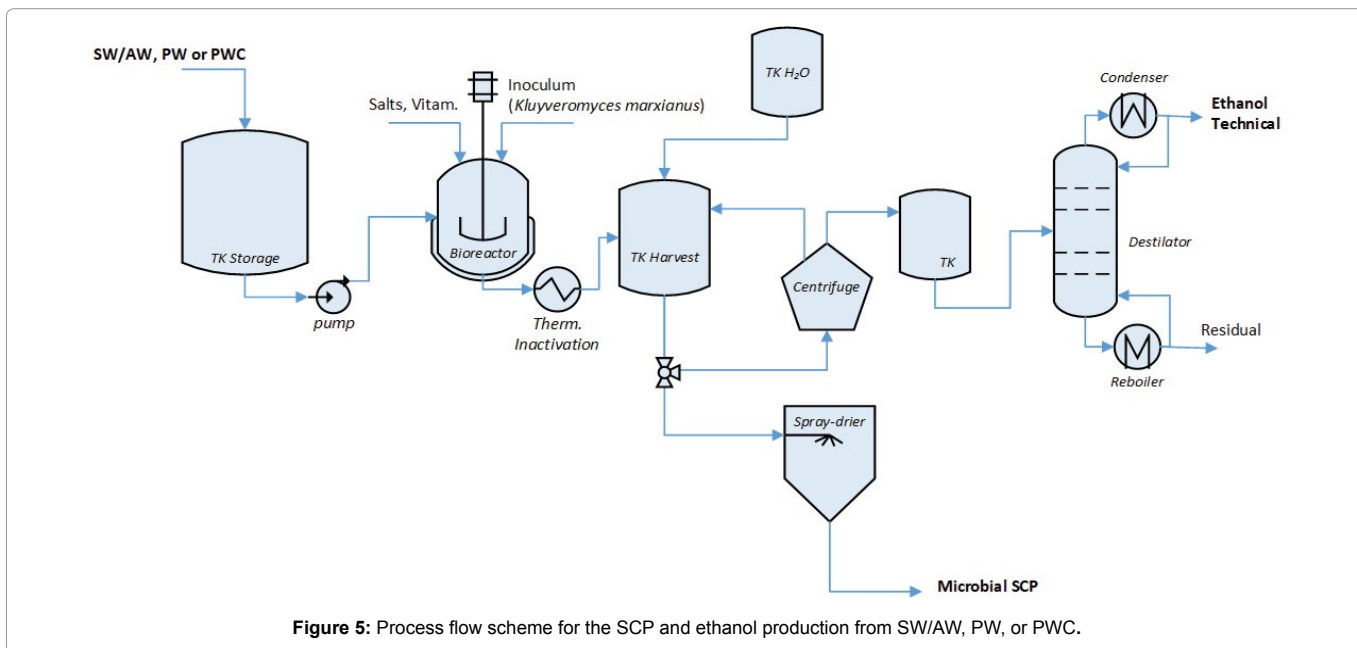 SW/AW, PW or PWC
TK Storage
pump
Salts, Vitam.
Inoculum
(Kluyveromyces marxianus)
Bioreactor
Therm.
Inactivation
TK H₂O
TK Harvest
Centrifuge
TK
Condenser
Ethanol
Technical
Destilator
Residual
Reboiler
Spray-drier
Microbial SCP
Figure 5: Process flow scheme for the SCP and ethanol production from SW/AW, PW, or PWC.